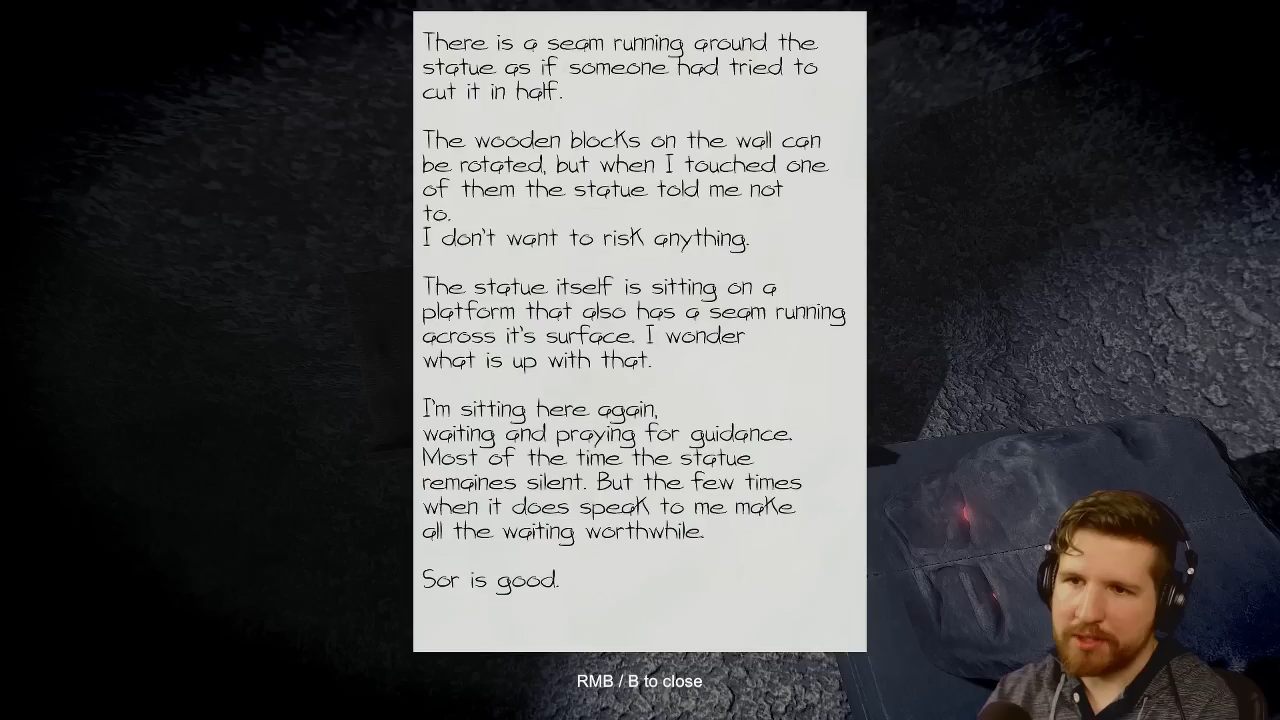 There is a seam running around the
statue as if someone had tried to
cut it in half.
The wooden blocks on the wall can
be rotated, but when I touched one
of them the statue told me not
to.
I don't want to risk anything.
The statue itself is sitting on a
platform that also has a seam running
across it's surface. I wonder
what is up with that.
I'm sitting here again,
waiting and praying for guidance.
Most of the time the statue
remaines silent. But the few times
when it does speak to me make
all the waiting worthwhile.
Sor is good.
RMB / B to close